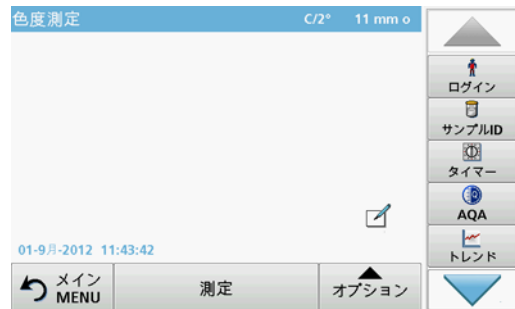 色度測定 C/2° 11 mm o
ログイン
サンプルID
タイマー
AQA
トレンド
01-9月-2012 11:43:42
メイン
MENU
測定
オプション